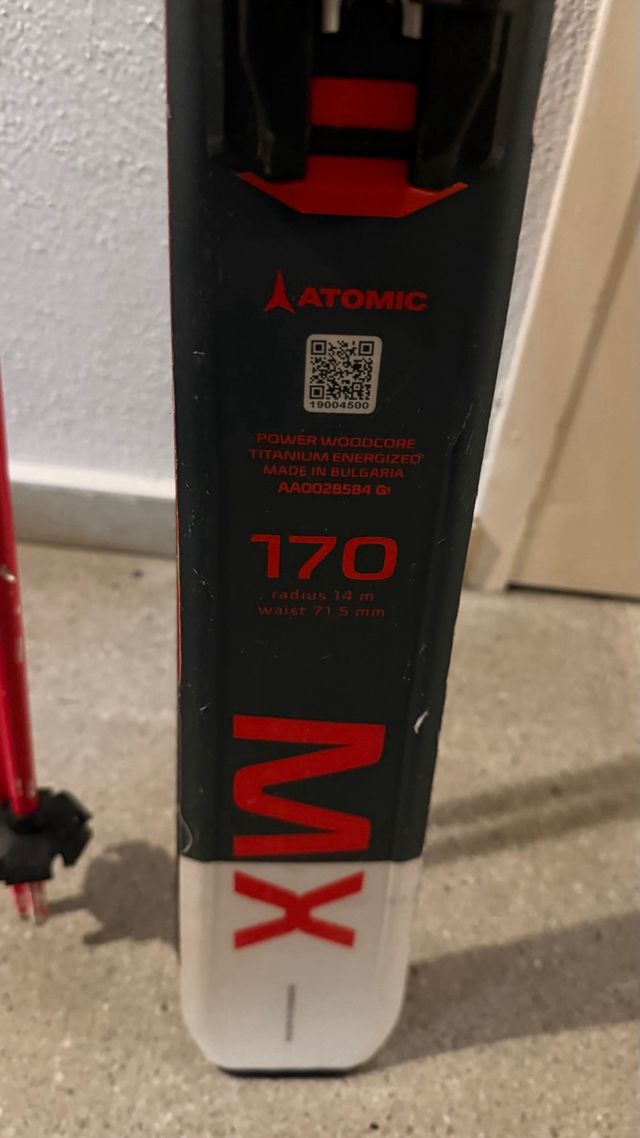 ATOMIC
19004500
POWER WOODCORE
TITANIUM ENERGIZED
MADE IN BULGARIA
AA0028584 G1
170
radius 14 m
waist 71.5 mm
MX